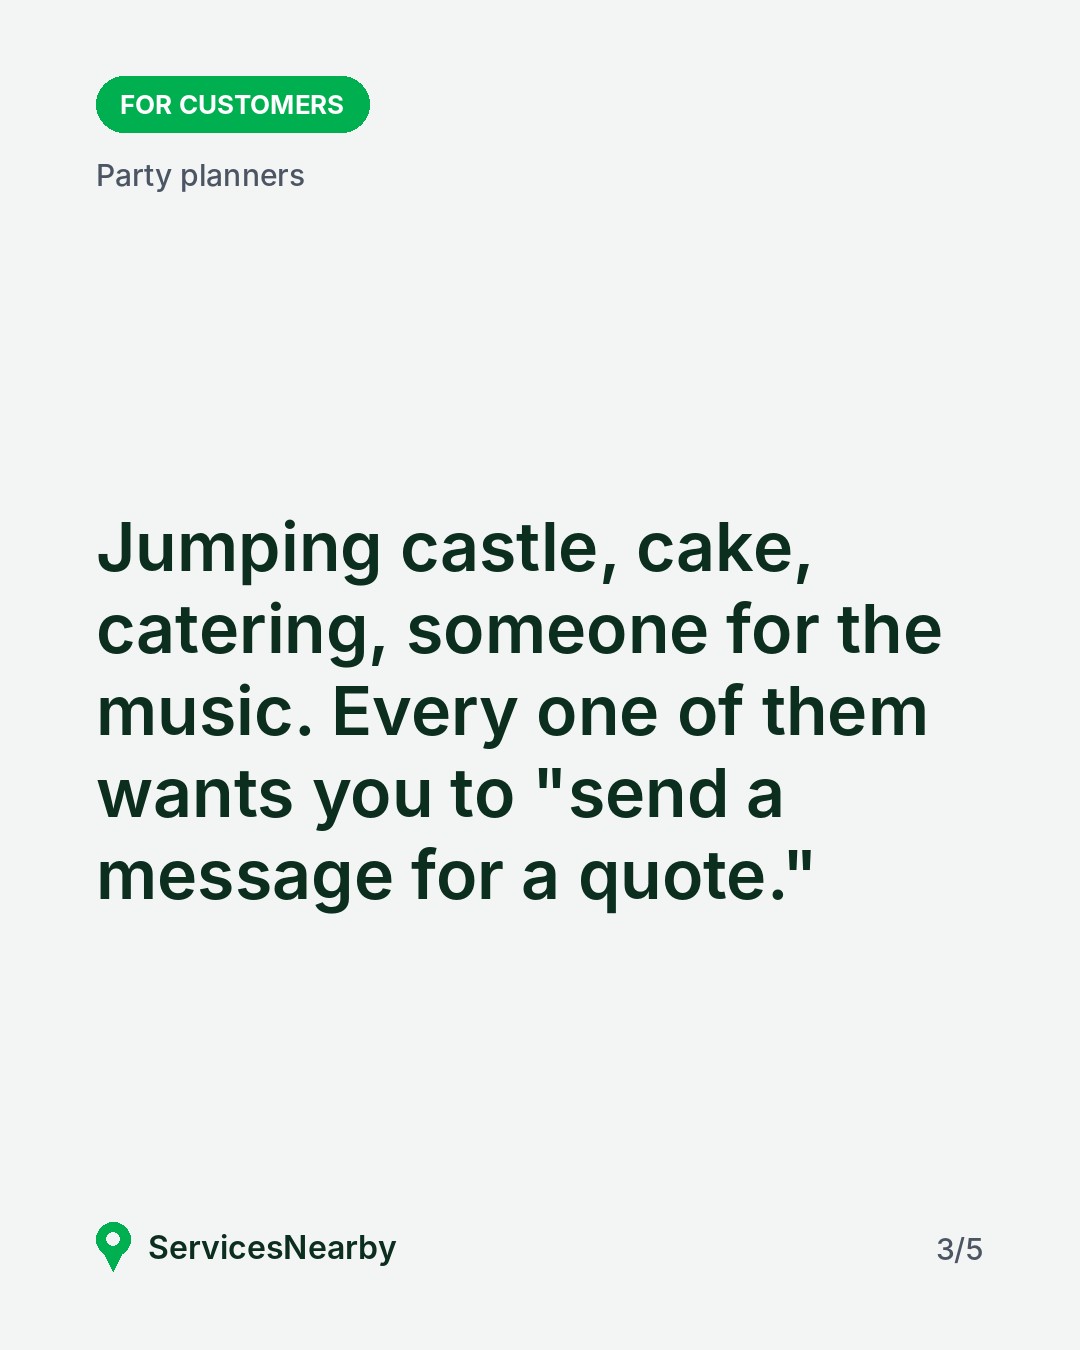 FOR CUSTOMERS
Party planners
Jumping castle, cake,
catering, someone for the
music. Every one of them
wants you to "send a
message for a quote."
ServicesNearby
3/5